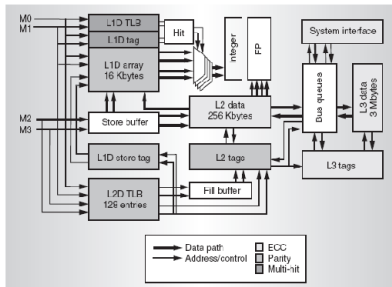 M0
M1
L1D TLB
L1D tag
L1D array
16 Kbytes
Hit
Integer
FP
System interface
Bus queues
L3 data
3 Mbytes
M2
M3
Store buffer
L2 data
256 Kbytes
L1D store tag
L2 tags
L3 tags
L2D TLB
128 entries
Fill buffer
Data path
Address/control
ECC
Parity
Multi-hit